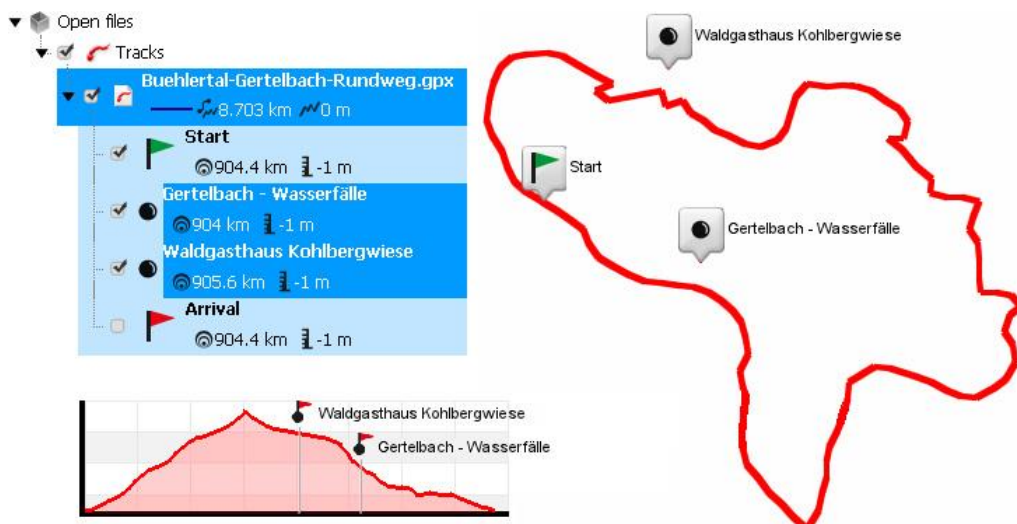 Open files
Tracks
Buehlertal-Gertelbach-Rundweg.gpx
8.703 km 0 m
Start
904.4 km -1 m
Gertelbach - Wasserfälle
904 km -1 m
Waldgasthaus Kohlbergwiese
905.6 km -1 m
Arrival
904.4 km -1 m
Waldgasthaus Kohlbergwiese
Start
Gertelbach - Wasserfälle
Waldgasthaus Kohlbergwiese
Gertelbach - Wasserfälle